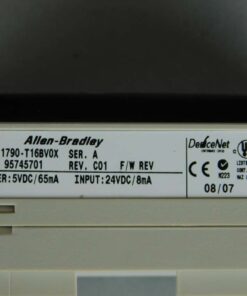 Allen-Bradley
1790-T16BV0X SER. A
95745701 REV. C01 F/W REV
ER:5VDC/65mA INPUT:24VDC/8mA
DeviceNet
CE N223
08/07